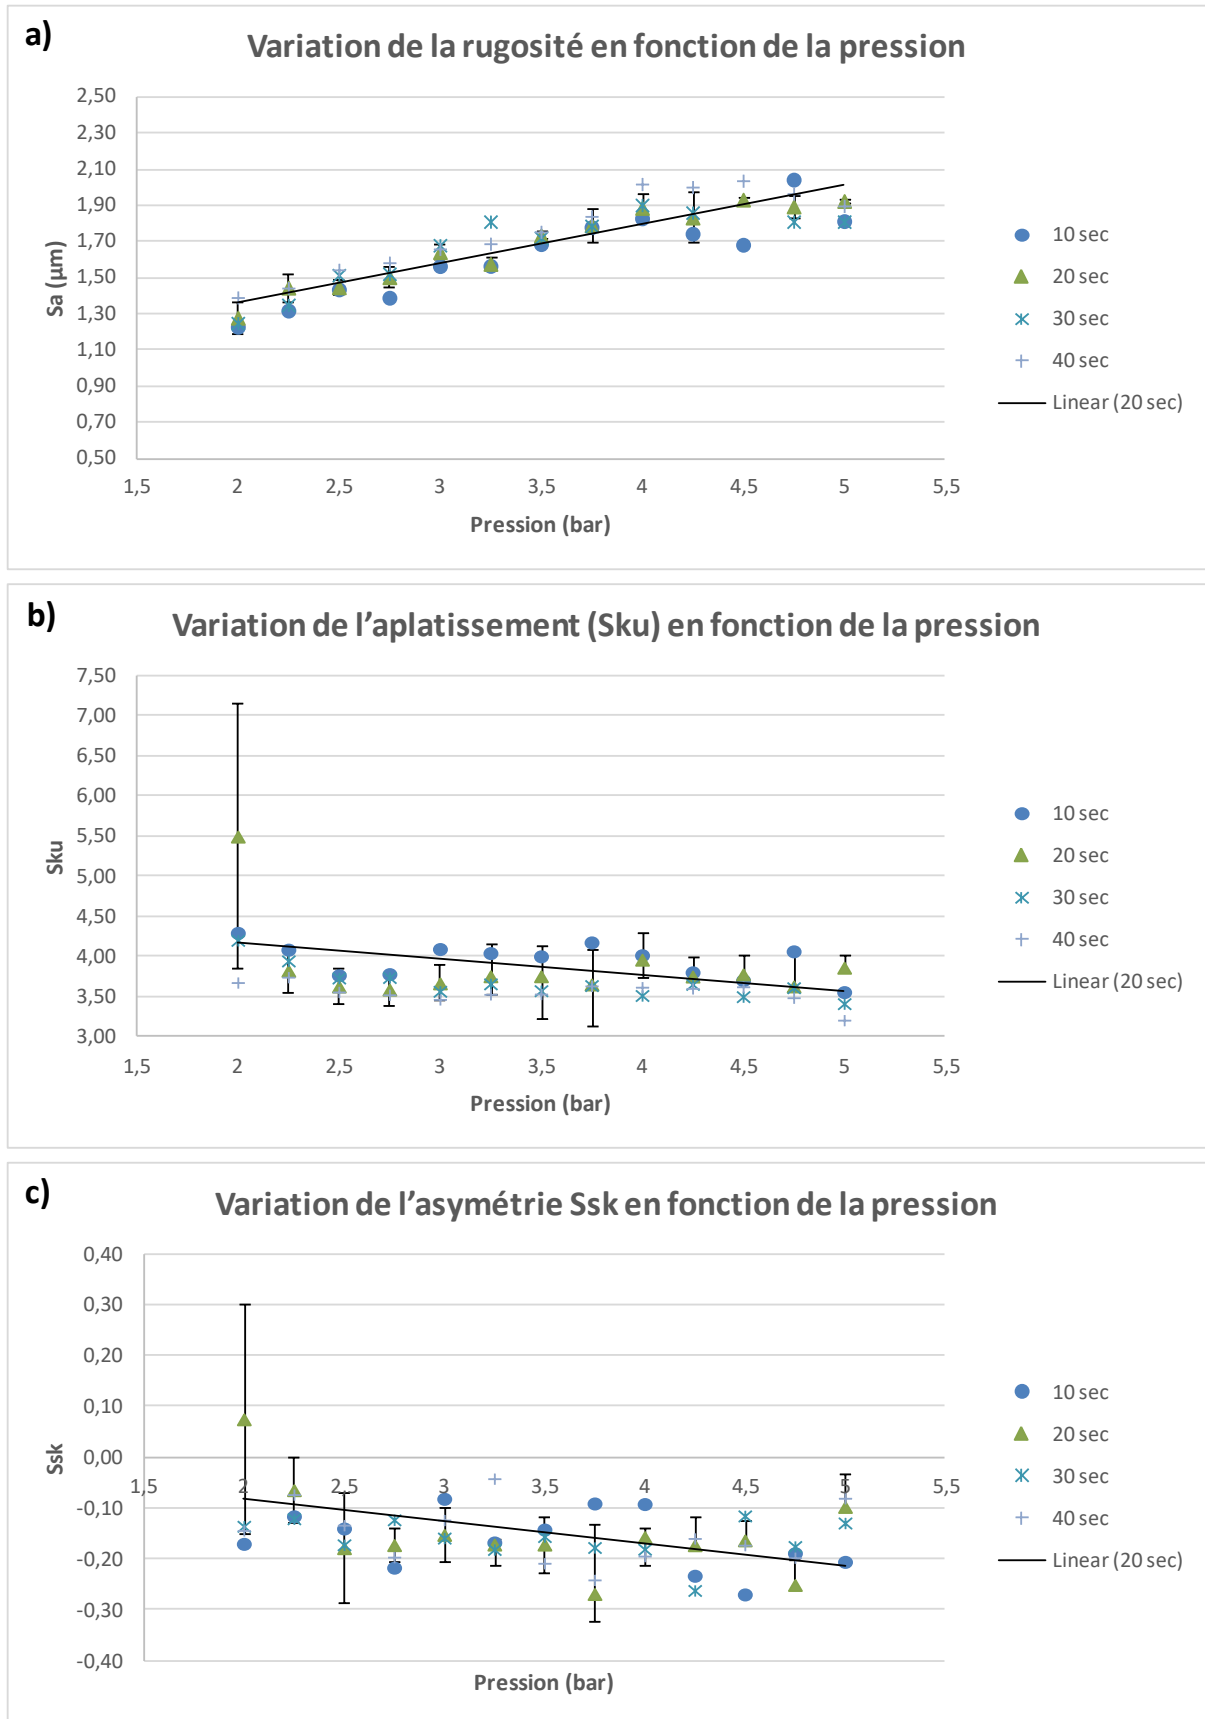 a)
Variation de la rugosité en fonction de la pression
2,50
2,30
2,10
1,90
1,70
1,50
1,30
1,10
0,90
0,70
0,50
Sa (µm)
1,5 2 2,5 3 3,5 4 4,5 5 5,5
Pression (bar)
10 sec
20 sec
30 sec
40 sec
Linear (20 sec)
b)
Variation de l’aplatissement (Sku) en fonction de la pression
7,50
7,00
6,50
6,00
5,50
5,00
4,50
4,00
3,50
3,00
Sku
1,5 2 2,5 3 3,5 4 4,5 5 5,5
Pression (bar)
10 sec
20 sec
30 sec
40 sec
Linear (20 sec)
c)
Variation de l’asymétrie Ssk en fonction de la pression
0,40
0,30
0,20
0,10
0,00
-0,10
-0,20
-0,30
-0,40
Ssk
1,5 2 2,5 3 3,5 4 4,5 5 5,5
Pression (bar)
10 sec
20 sec
30 sec
40 sec
Linear (20 sec)